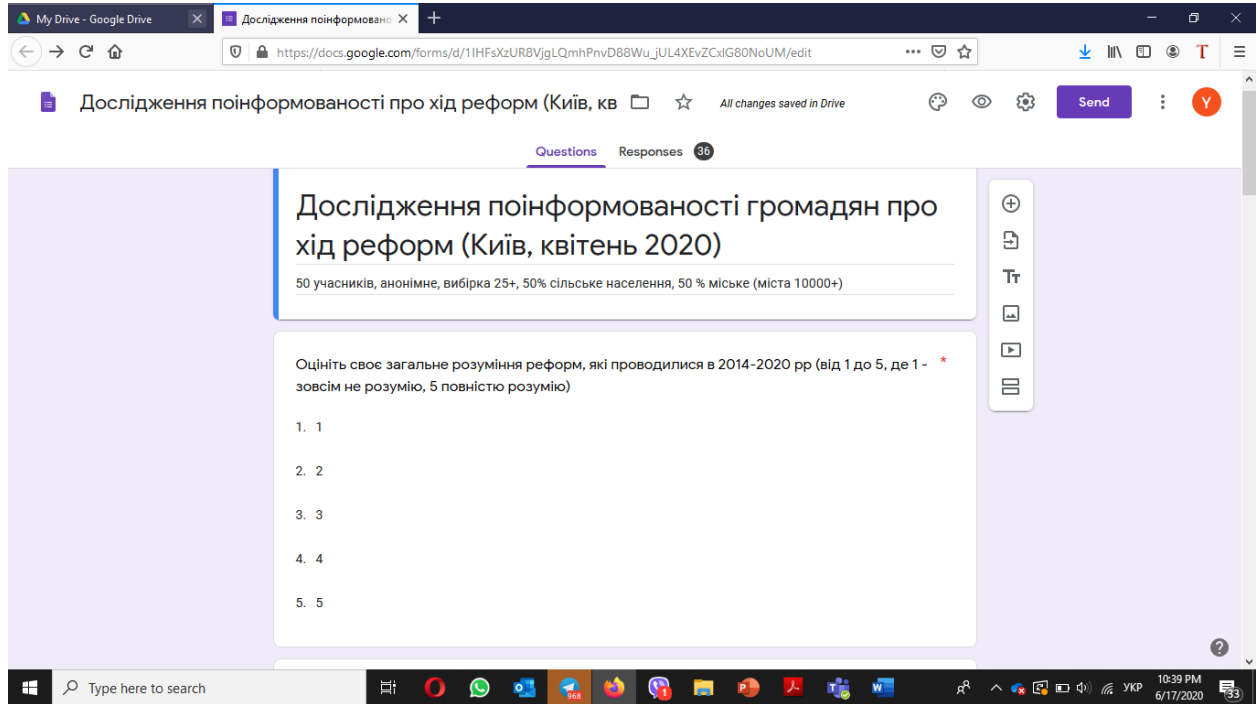 My Drive - Google Drive
Дослідження поінформовано
https://docs.google.com/forms/d/1IHFsXzUR8VjgLQmhPnvD88Wu_jUL4XEvZCxIG80NoUM/edit
Дослідження поінформованості про хід реформ (Київ, кв
All changes saved in Drive
Send
Y
Questions
Responses 36
Дослідження поінформованості громадян про
хід реформ (Київ, квітень 2020)
50 учасників, анонімне, вибірка 25+, 50% сільське населення, 50 % міське (міста 10000+)
Оцініть своє загальне розуміння реформ, які проводилися в 2014-2020 рр (від 1 до 5, де 1 - *
зовсім не розумію, 5 повністю розумію)
1. 1
2. 2
3. 3
4. 4
5. 5
Type here to search
968
1
УКР
10:39 PM
6/17/2020
33